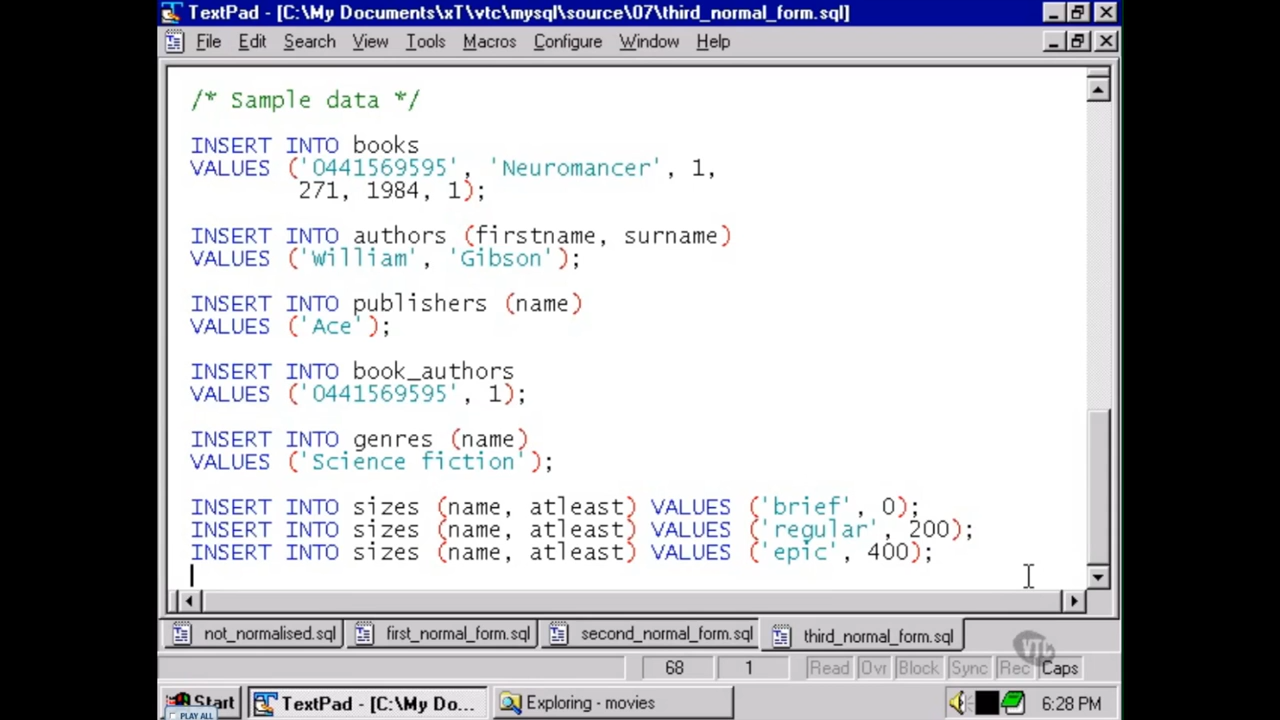 TextPad - [C:\My Documents\xT\vtc\mysql\source\07\third_normal_form.sql]
File Edit Search View Tools Macros Configure Window Help
/* Sample data */
INSERT INTO books
VALUES ('0441569595', 'Neuromancer', 1,
271, 1984, 1);
INSERT INTO authors (firstname, surname)
VALUES ('William', 'Gibson');
INSERT INTO publishers (name)
VALUES ('Ace');
INSERT INTO book_authors
VALUES ('0441569595', 1);
INSERT INTO genres (name)
VALUES ('Science fiction');
INSERT INTO sizes (name, atleast) VALUES ('brief', 0);
INSERT INTO sizes (name, atleast) VALUES ('regular', 200);
INSERT INTO sizes (name, atleast) VALUES ('epic', 400);
not_normalised.sql first_normal_form.sql second_normal_form.sql third_normal_form.sql
VTC
68 1 Read Ovr Block Sync Rec Caps
Start TextPad - [C:\My Do... Exploring - movies 6:28 PM
PLAY ALL